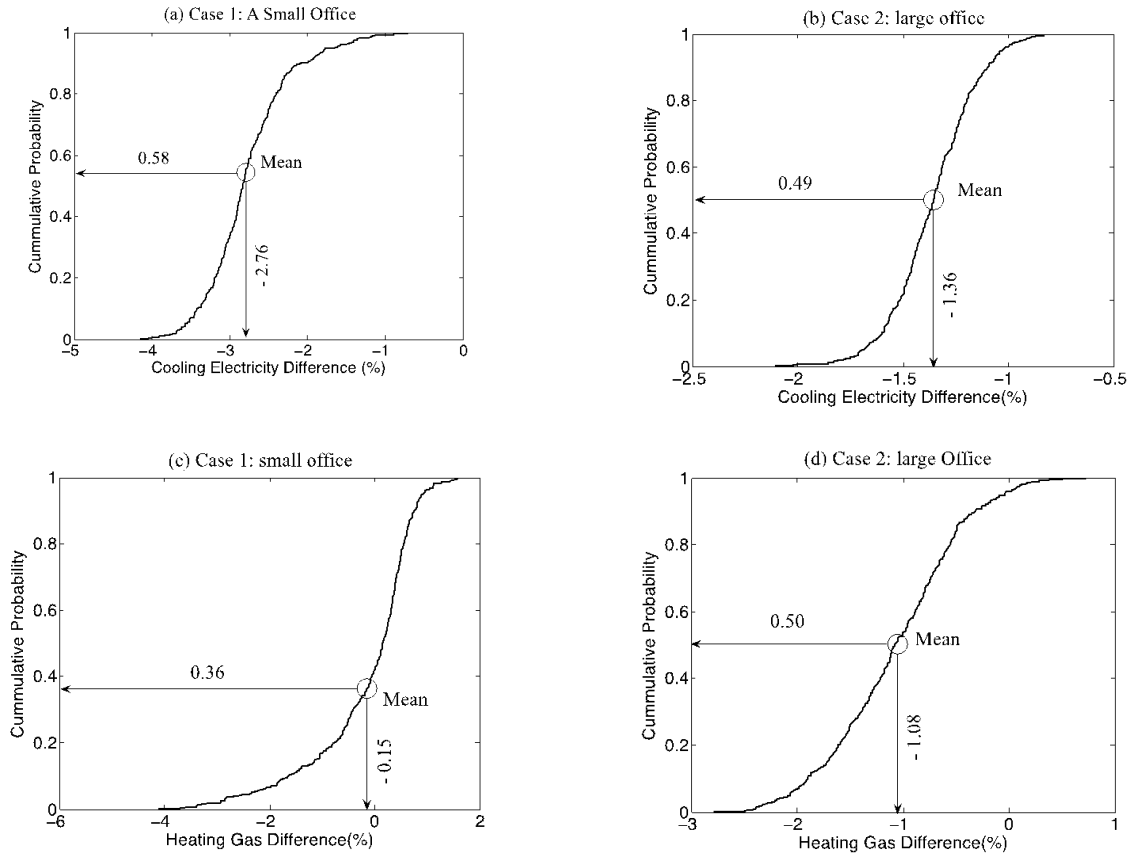 (a) Case 1: A Small Office
1
0.8
0.6
0.4
0.2
0
Cummulative Probability
0.58
Mean
- 2.76
−5 −4 −3 −2 −1 0
Cooling Electricity Difference (%)
(b) Case 2: large office
1
0.8
0.6
0.4
0.2
0
Cummulative Probability
0.49
Mean
- 1.36
−2.5 −2 −1.5 −1 −0.5
Cooling Electricity Difference(%)
(c) Case 1: small office
1
0.8
0.6
0.4
0.2
0
Cummulative Probability
0.36
Mean
- 0.15
−6 −4 −2 0 2
Heating Gas Difference(%)
(d) Case 2: large Office
1
0.8
0.6
0.4
0.2
0
Cummulative Probability
0.50
Mean
- 1.08
−3 −2 −1 0 1
Heating Gas Difference(%)